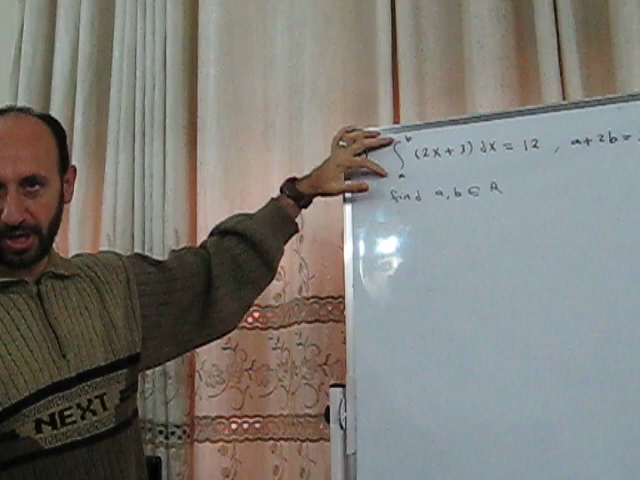 ∫ₐᵇ (2x+3) dx = 12 , a+2b =
find a,b ∈ R
NEXT